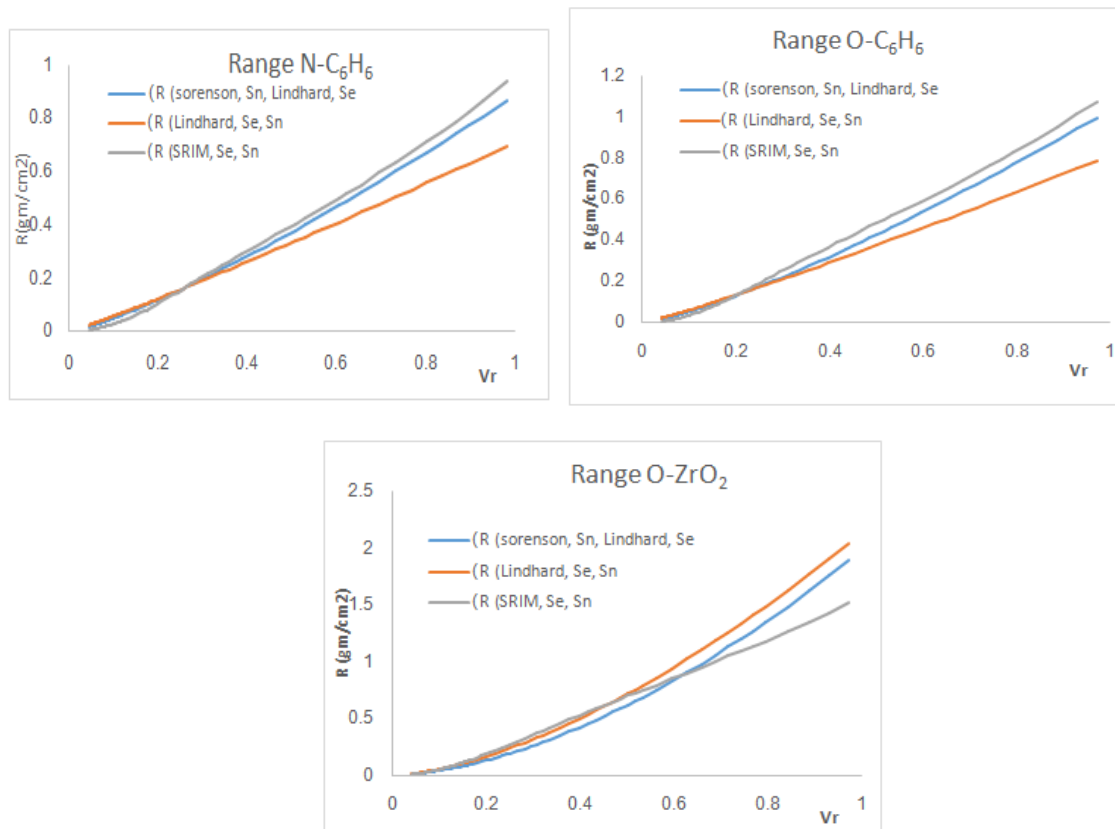 Range N-C₆H₆
(R (sorenson, Sn, Lindhard, Se
(R (Lindhard, Se, Sn
(R (SRIM, Se, Sn
R(gm/cm2)
1
0.8
0.6
0.4
0.2
0
0 0.2 0.4 0.6 0.8 1
Vr
Range O-C₆H₆
(R (sorenson, Sn, Lindhard, Se
(R (Lindhard, Se, Sn
(R (SRIM, Se, Sn
R (gm/cm2)
1.2
1
0.8
0.6
0.4
0.2
0
0 0.2 0.4 0.6 0.8 1
Vr
Range O-ZrO₂
(R (sorenson, Sn, Lindhard, Se
(R (Lindhard, Se, Sn
(R (SRIM, Se, Sn
R (gm/cm2)
2.5
2
1.5
1
0.5
0
0 0.2 0.4 0.6 0.8 1
Vr